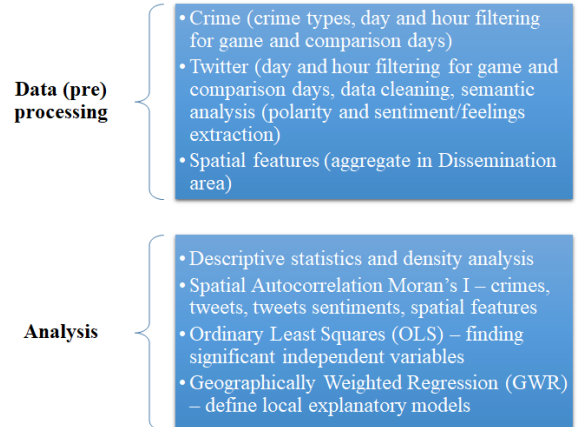 Data (pre)
processing
• Crime (crime types, day and hour filtering
for game and comparison days)
• Twitter (day and hour filtering for game and
comparison days, data cleaning, semantic
analysis (polarity and sentiment/feelings
extraction)
• Spatial features (aggregate in Dissemination
area)
Analysis
• Descriptive statistics and density analysis
• Spatial Autocorrelation Moran’s I – crimes,
tweets, tweets sentiments, spatial features
• Ordinary Least Squares (OLS) – finding
significant independent variables
• Geographically Weighted Regression (GWR)
– define local explanatory models